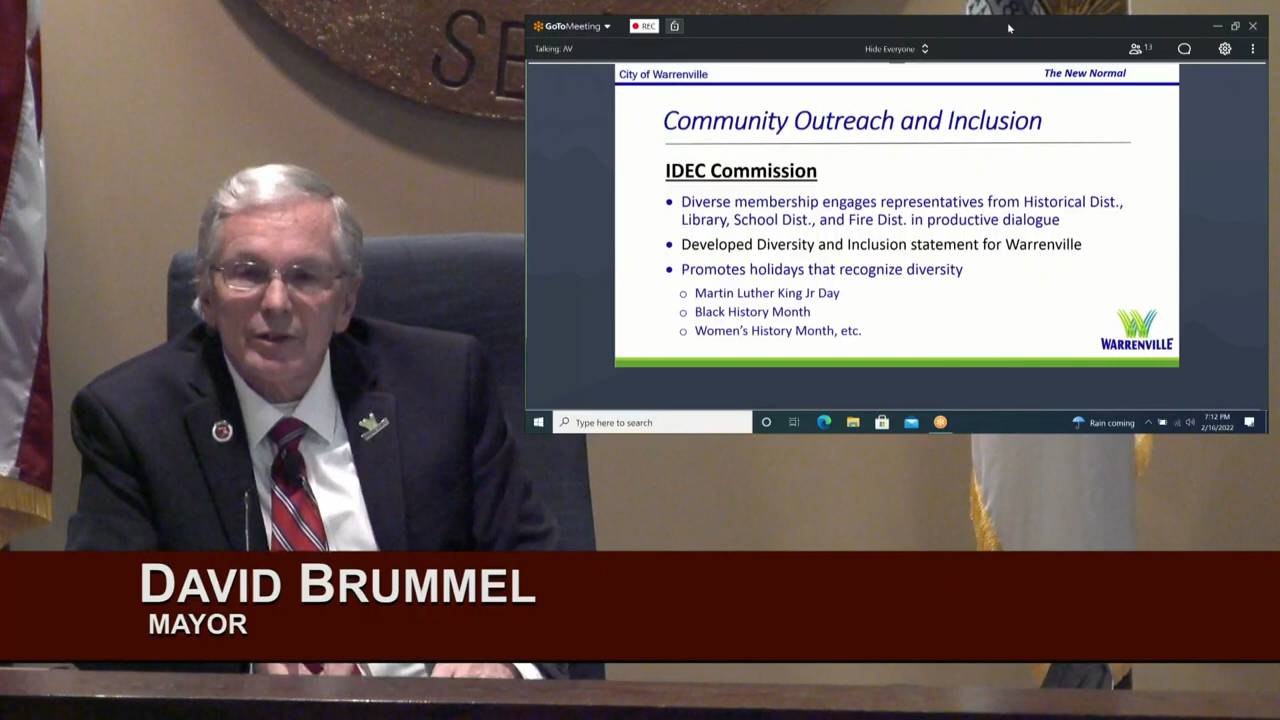 SE
GoToMeeting
REC
Talking: AV
Hide Everyone
13
City of Warrenville
The New Normal
Community Outreach and Inclusion
IDEC Commission
• Diverse membership engages representatives from Historical Dist.,
Library, School Dist., and Fire Dist. in productive dialogue
• Developed Diversity and Inclusion statement for Warrenville
• Promotes holidays that recognize diversity
○ Martin Luther King Jr Day
○ Black History Month
○ Women's History Month, etc.
WARRENVILLE
Type here to search
Rain coming
7:12 PM
2/16/2022
DAVID BRUMMEL
MAYOR